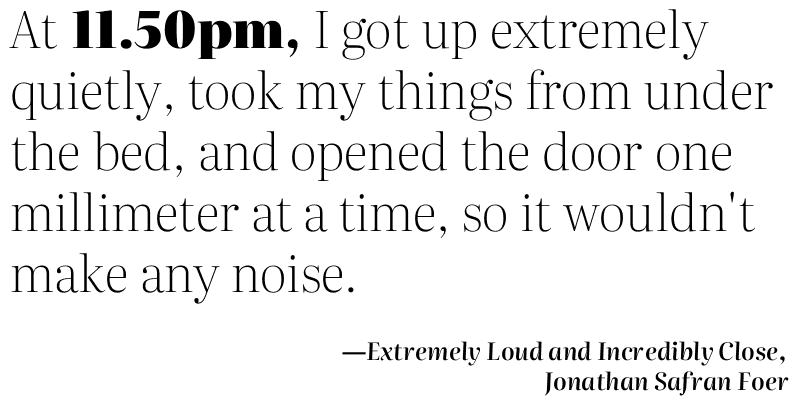 At 11.50pm, I got up extremely
quietly, took my things from under
the bed, and opened the door one
millimeter at a time, so it wouldn't
make any noise.
—Extremely Loud and Incredibly Close,
Jonathan Safran Foer